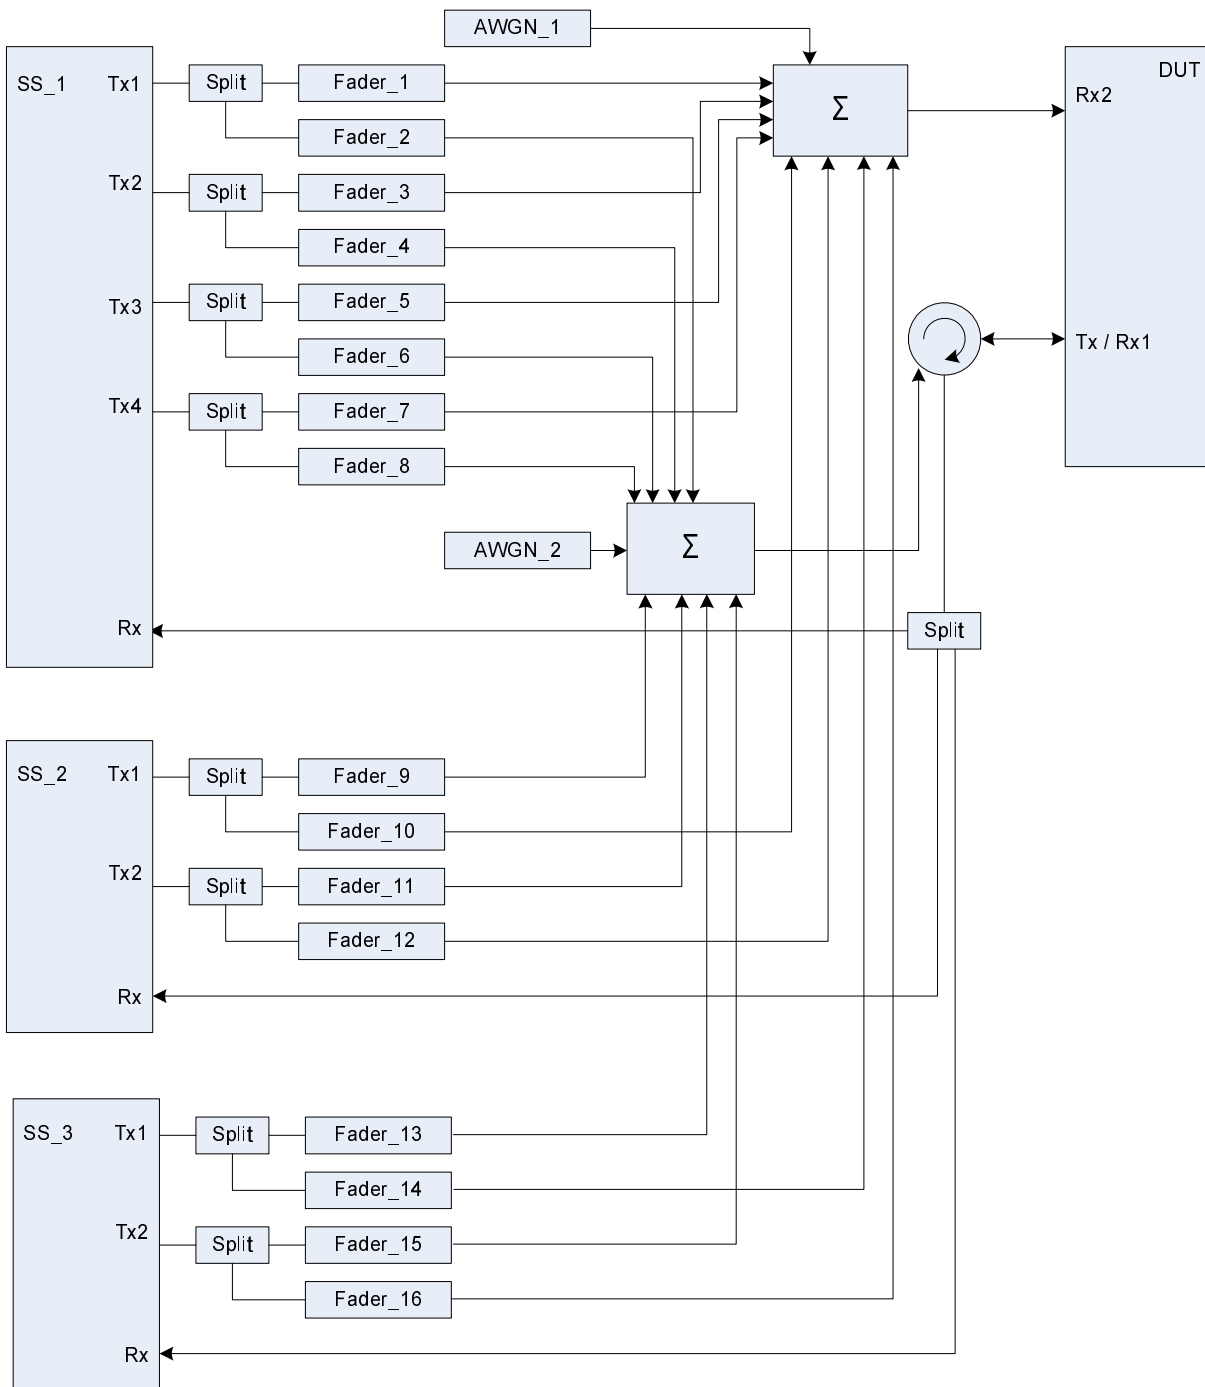 AWGN_1
SS_1
Tx1
Split
Fader_1
Σ
DUT
Rx2
Fader_2
Tx2
Split
Fader_3
Fader_4
Tx3
Split
Fader_5
Tx / Rx1
Fader_6
Tx4
Split
Fader_7
Fader_8
AWGN_2
Σ
Rx
Split
SS_2
Tx1
Split
Fader_9
Fader_10
Tx2
Split
Fader_11
Fader_12
Rx
SS_3
Tx1
Split
Fader_13
Fader_14
Tx2
Split
Fader_15
Fader_16
Rx